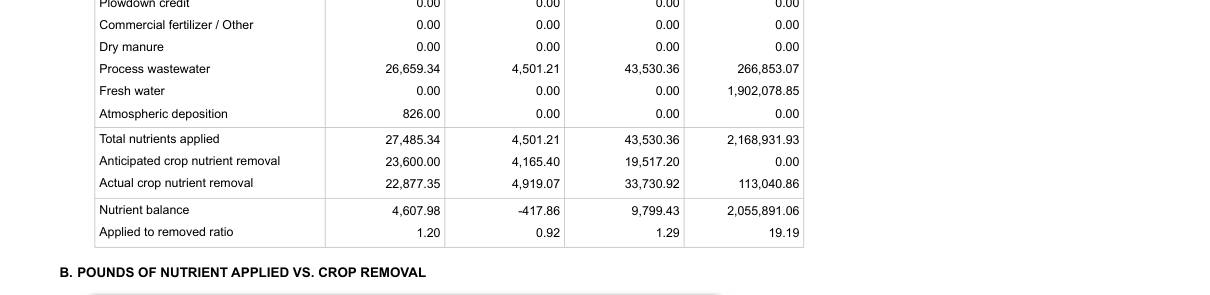 Plowdown credit 0.00 0.00 0.00 0.00
Commercial fertilizer / Other 0.00 0.00 0.00 0.00
Dry manure 0.00 0.00 0.00 0.00
Process wastewater 26,659.34 4,501.21 43,530.36 266,853.07
Fresh water 0.00 0.00 0.00 1,902,078.85
Atmospheric deposition 826.00 0.00 0.00 0.00
Total nutrients applied 27,485.34 4,501.21 43,530.36 2,168,931.93
Anticipated crop nutrient removal 23,600.00 4,165.40 19,517.20 0.00
Actual crop nutrient removal 22,877.35 4,919.07 33,730.92 113,040.86
Nutrient balance 4,607.98 -417.86 9,799.43 2,055,891.06
Applied to removed ratio 1.20 0.92 1.29 19.19
B. POUNDS OF NUTRIENT APPLIED VS. CROP REMOVAL